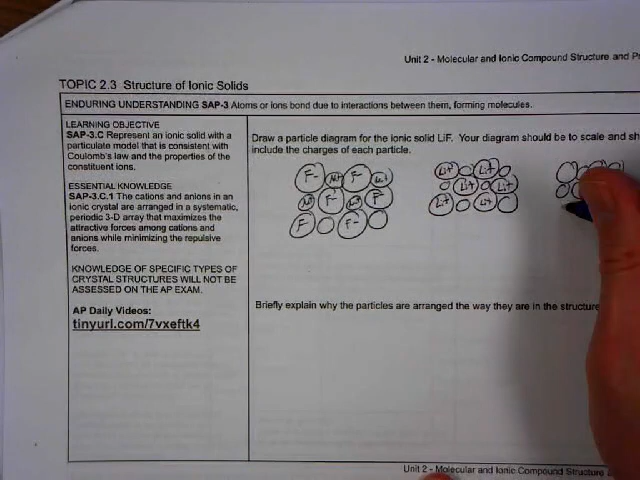 Unit 2 - Molecular and Ionic Compound Structure and P
TOPIC 2.3 Structure of Ionic Solids
ENDURING UNDERSTANDING SAP-3 Atoms or ions bond due to interactions between them, forming molecules.
LEARNING OBJECTIVE
SAP-3.C Represent an ionic solid with a
particulate model that is consistent with
Coulomb's law and the properties of the
constituent ions.
ESSENTIAL KNOWLEDGE
SAP-3.C.1 The cations and anions in an
ionic crystal are arranged in a systematic,
periodic 3-D array that maximizes the
attractive forces among cations and
anions while minimizing the repulsive
forces.
KNOWLEDGE OF SPECIFIC TYPES OF
CRYSTAL STRUCTURES WILL NOT BE
ASSESSED ON THE AP EXAM.
AP Daily Videos:
tinyurl.com/7vxeftk4
Draw a particle diagram for the ionic solid LiF. Your diagram should be to scale and sh
include the charges of each particle.
F- Li+ F- Li+
Li+ F- Li+ F
F- F-
Li+ Li+
Li+ Li+
Li+ Li+
Briefly explain why the particles are arranged the way they are in the structure
Unit 2 - Molecular and Ionic Compound Structure